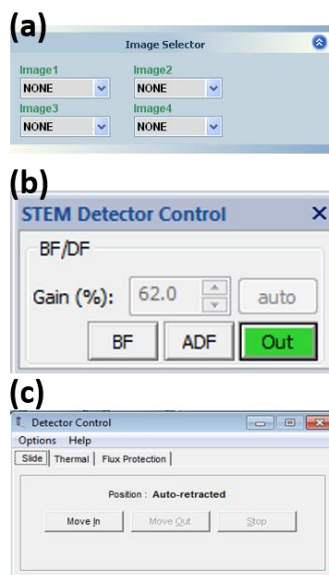 (a)
Image Selector
Image1 Image2
NONE NONE
Image3 Image4
NONE NONE
(b)
STEM Detector Control X
BF/DF
Gain (%): 62.0 auto
BF ADF Out
(c)
Detector Control
Options Help
Slide Thermal Flux Protection
Position : Auto-retracted
Move In Move Out Stop